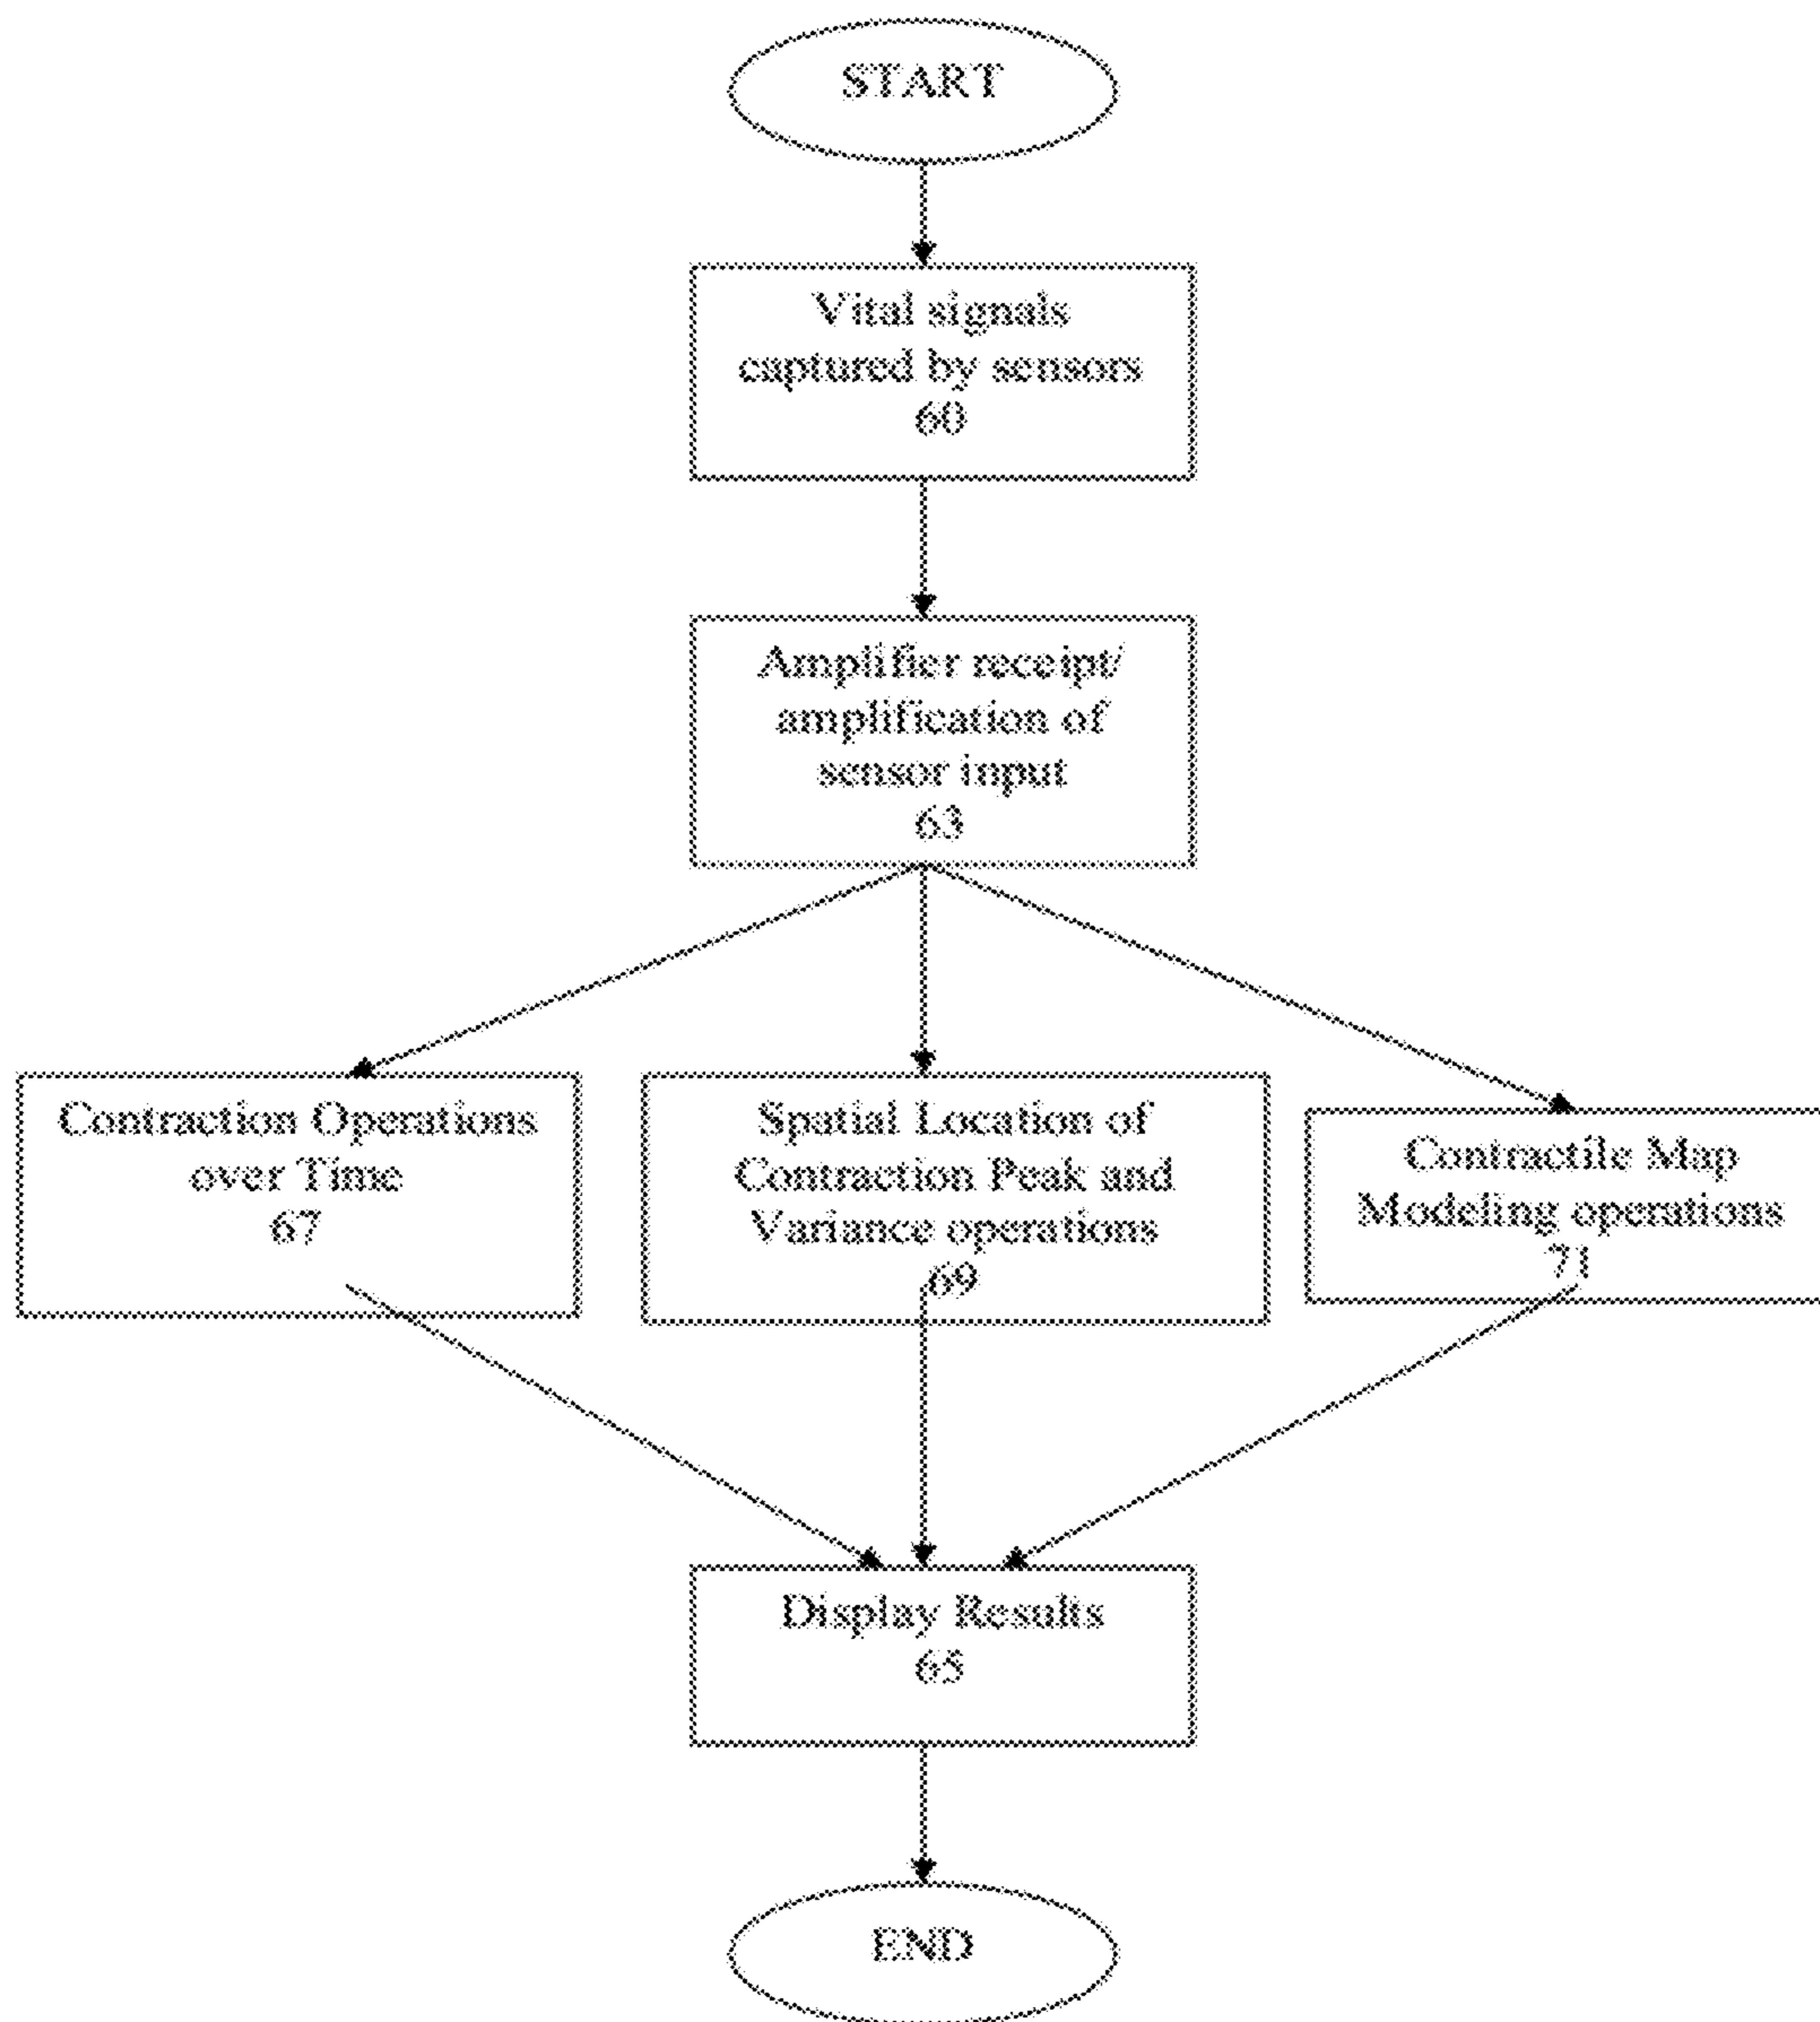 START
Vital signals
captured by sensors
60
Amplifier receipt/
amplification of
sensor input
63
Contraction Operations
over Time
67
Spatial Location of
Contraction Peak and
Variance operations
69
Contractile Map
Modeling operations
71
Display Results
65
END